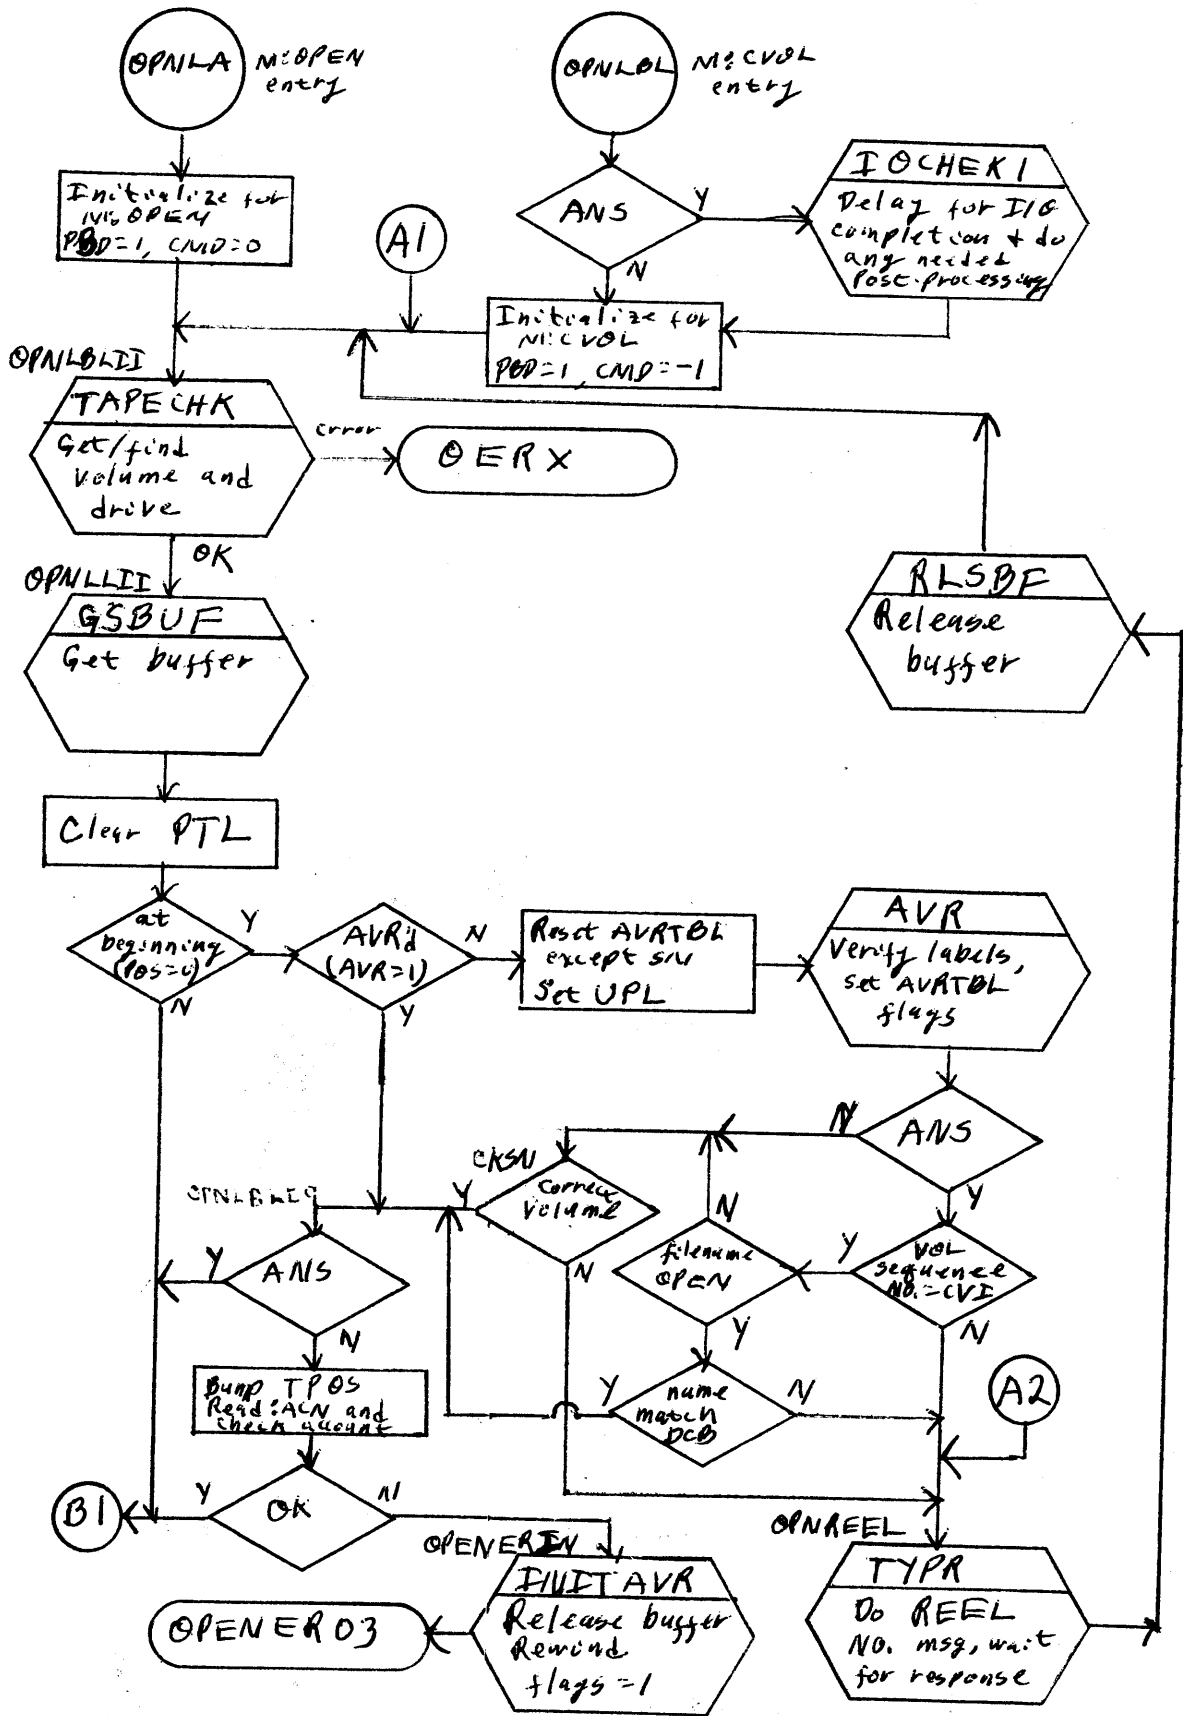 OPNLA
M:OPEN
entry
OPNLBL
M:CVOL
entry
Initialize for
M:OPEN
PBD=1, CMD=0
A1
ANS
Y
N
IOCHEK1
Delay for I/O
completion & do
any needed
Post-processing
Initialize for
M:CVOL
PBD=1, CMD=-1
OPNLBL11
TAPECHK
Get/find
Volume and
drive
error
OERX
OK
OPNLL11
GSBUF
Get buffer
RLSBF
Release
buffer
Clear PTL
at
beginning
(POS=0)
Y
N
AVR'd
(AVR=1)
N
Y
Reset AVRTBL
except S/N
Set UPL
AVR
Verify labels,
set AVRTBL
flags
ANS
N
Y
CKSN
Correct
Volume
Y
N
filename
OPEN
N
Y
VOL
sequence
No.=CVI
Y
N
ANS
Y
N
name
match
DCB
Y
N
A2
Bump TPOS
Read :ACN and
check account
B1
Y
OK
N
OPENERIN
INITAVR
Release buffer
Rewind
flags=1
OPENER03
OPNREEL
TYPR
Do REEL
No. msg, wait
for response